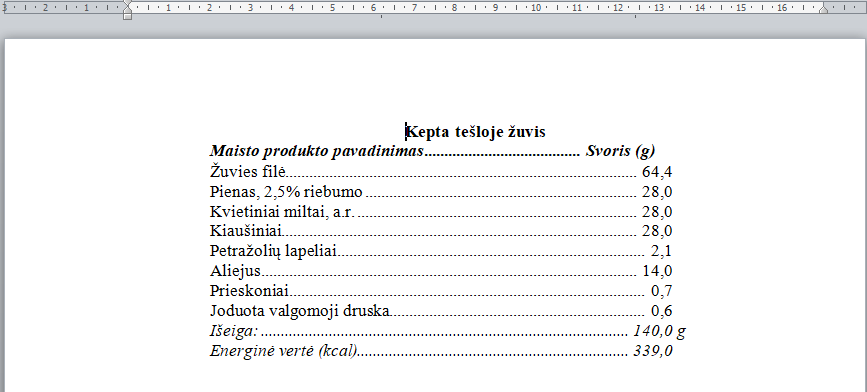 3 2 1 1 2 3 4 5 6 7 8 9 10 11 12 13 14 15 16
Kepta tešloje žuvis
Maisto produkto pavadinimas....................................... Svoris (g)
Žuvies filė........................................................................................ 64,4
Pienas, 2,5% riebumo .................................................................... 28,0
Kvietiniai miltai, a.r. ...................................................................... 28,0
Kiaušiniai......................................................................................... 28,0
Petražolių lapeliai............................................................................. 2,1
Aliejus.............................................................................................. 14,0
Prieskoniai......................................................................................... 0,7
Joduota valgomoji druska................................................................ 0,6
Išeiga: ............................................................................................ 140,0 g
Energinė vertė (kcal).................................................................... 339,0